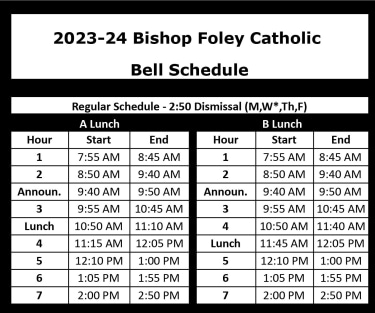 2023-24 Bishop Foley Catholic
Bell Schedule
Regular Schedule - 2:50 Dismissal (M,W*,Th,F)
A Lunch B Lunch
Hour Start End Hour Start End
1 7:55 AM 8:45 AM 1 7:55 AM 8:45 AM
2 8:50 AM 9:40 AM 2 8:50 AM 9:40 AM
Announ. 9:40 AM 9:50 AM Announ. 9:40 AM 9:50 AM
3 9:55 AM 10:45 AM 3 9:55 AM 10:45 AM
Lunch 10:50 AM 11:10 AM 4 10:50 AM 11:40 AM
4 11:15 AM 12:05 PM Lunch 11:45 AM 12:05 PM
5 12:10 PM 1:00 PM 5 12:10 PM 1:00 PM
6 1:05 PM 1:55 PM 6 1:05 PM 1:55 PM
7 2:00 PM 2:50 PM 7 2:00 PM 2:50 PM